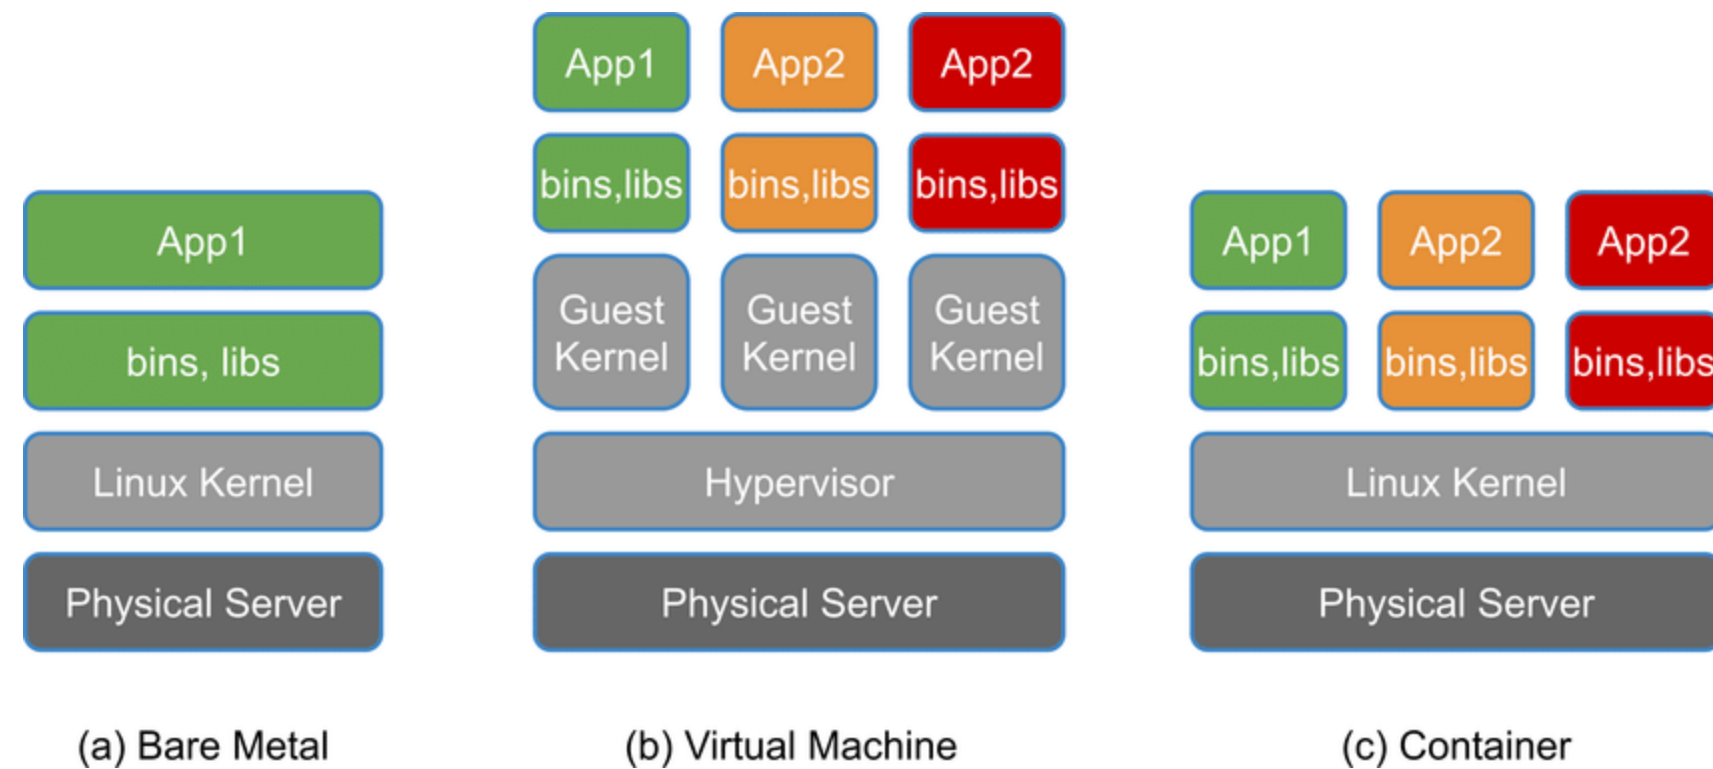 App1
bins, libs
Linux Kernel
Physical Server
(a) Bare Metal
App1 App2 App2
bins,libs bins,libs bins,libs
Guest Guest Guest
Kernel Kernel Kernel
Hypervisor
Physical Server
(b) Virtual Machine
App1 App2 App2
bins,libs bins,libs bins,libs
Linux Kernel
Physical Server
(c) Container